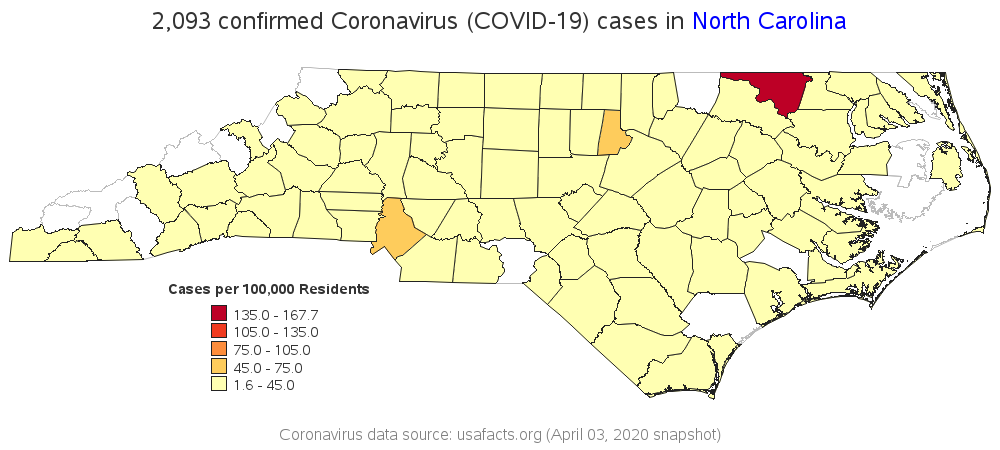 2,093 confirmed Coronavirus (COVID-19) cases in North Carolina
Cases per 100,000 Residents
135.0 - 167.7
105.0 - 135.0
75.0 - 105.0
45.0 - 75.0
1.6 - 45.0
Coronavirus data source: usafacts.org (April 03, 2020 snapshot)